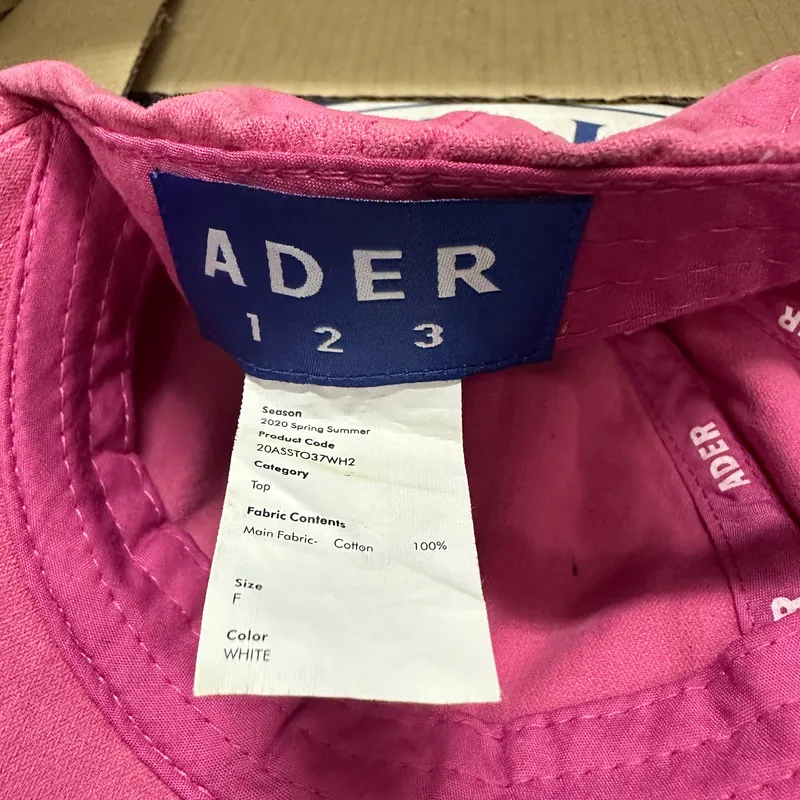 ADER
1 2 3
Season
2020 Spring Summer
Product Code
20ASSTO37WH2
Category
Top
Fabric Contents
Main Fabric- Cotton 100%
Size
F
Color
WHITE
ADER